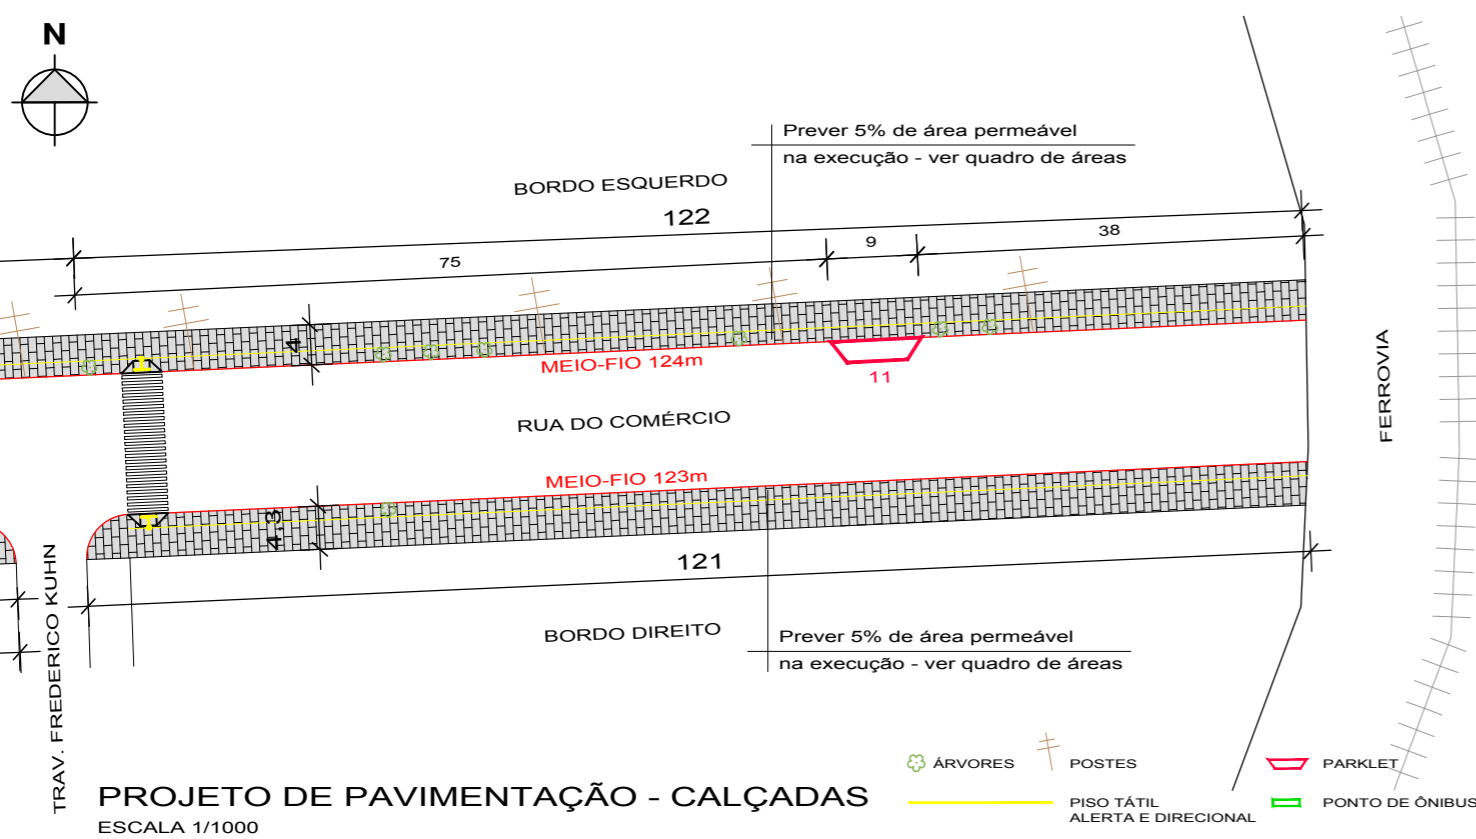 N
Prever 5% de área permeável
na execução - ver quadro de áreas
BORDO ESQUERDO
122
75
9
38
4
MEIO-FIO 124m
11
RUA DO COMÉRCIO
FERROVIA
MEIO-FIO 123m
4.3
121
TRAV. FREDERICO KUHN
BORDO DIREITO
Prever 5% de área permeável
na execução - ver quadro de áreas
ÁRVORES
POSTES
PARKLET
PISO TÁTIL
ALERTA E DIRECIONAL
PONTO DE ÔNIBUS
PROJETO DE PAVIMENTAÇÃO - CALÇADAS
ESCALA 1/1000